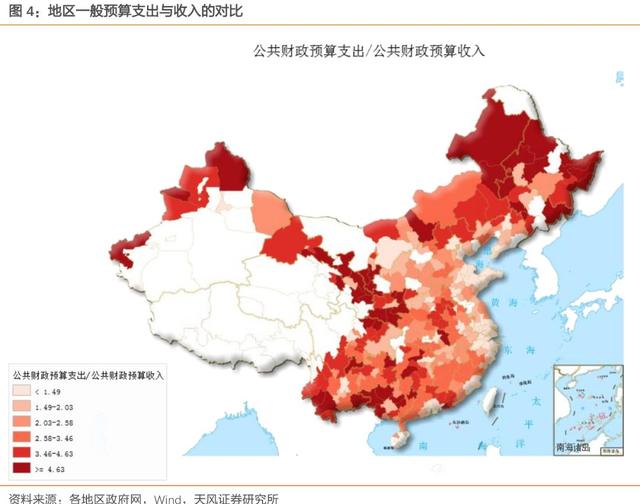 图 4：地区一般预算支出与收入的对比
公共财政预算支出/公共财政预算收入
渤海
黄 海
东 海
太
平
洋
南
公共财政预算支出/公共财政预算收入
< 1.49
1.49-2.03
2.03-2.58
2.58-3.46
3.46-4.63
>= 4.63
南海诸岛
资料来源：各地区政府网，Wind，天风证券研究所